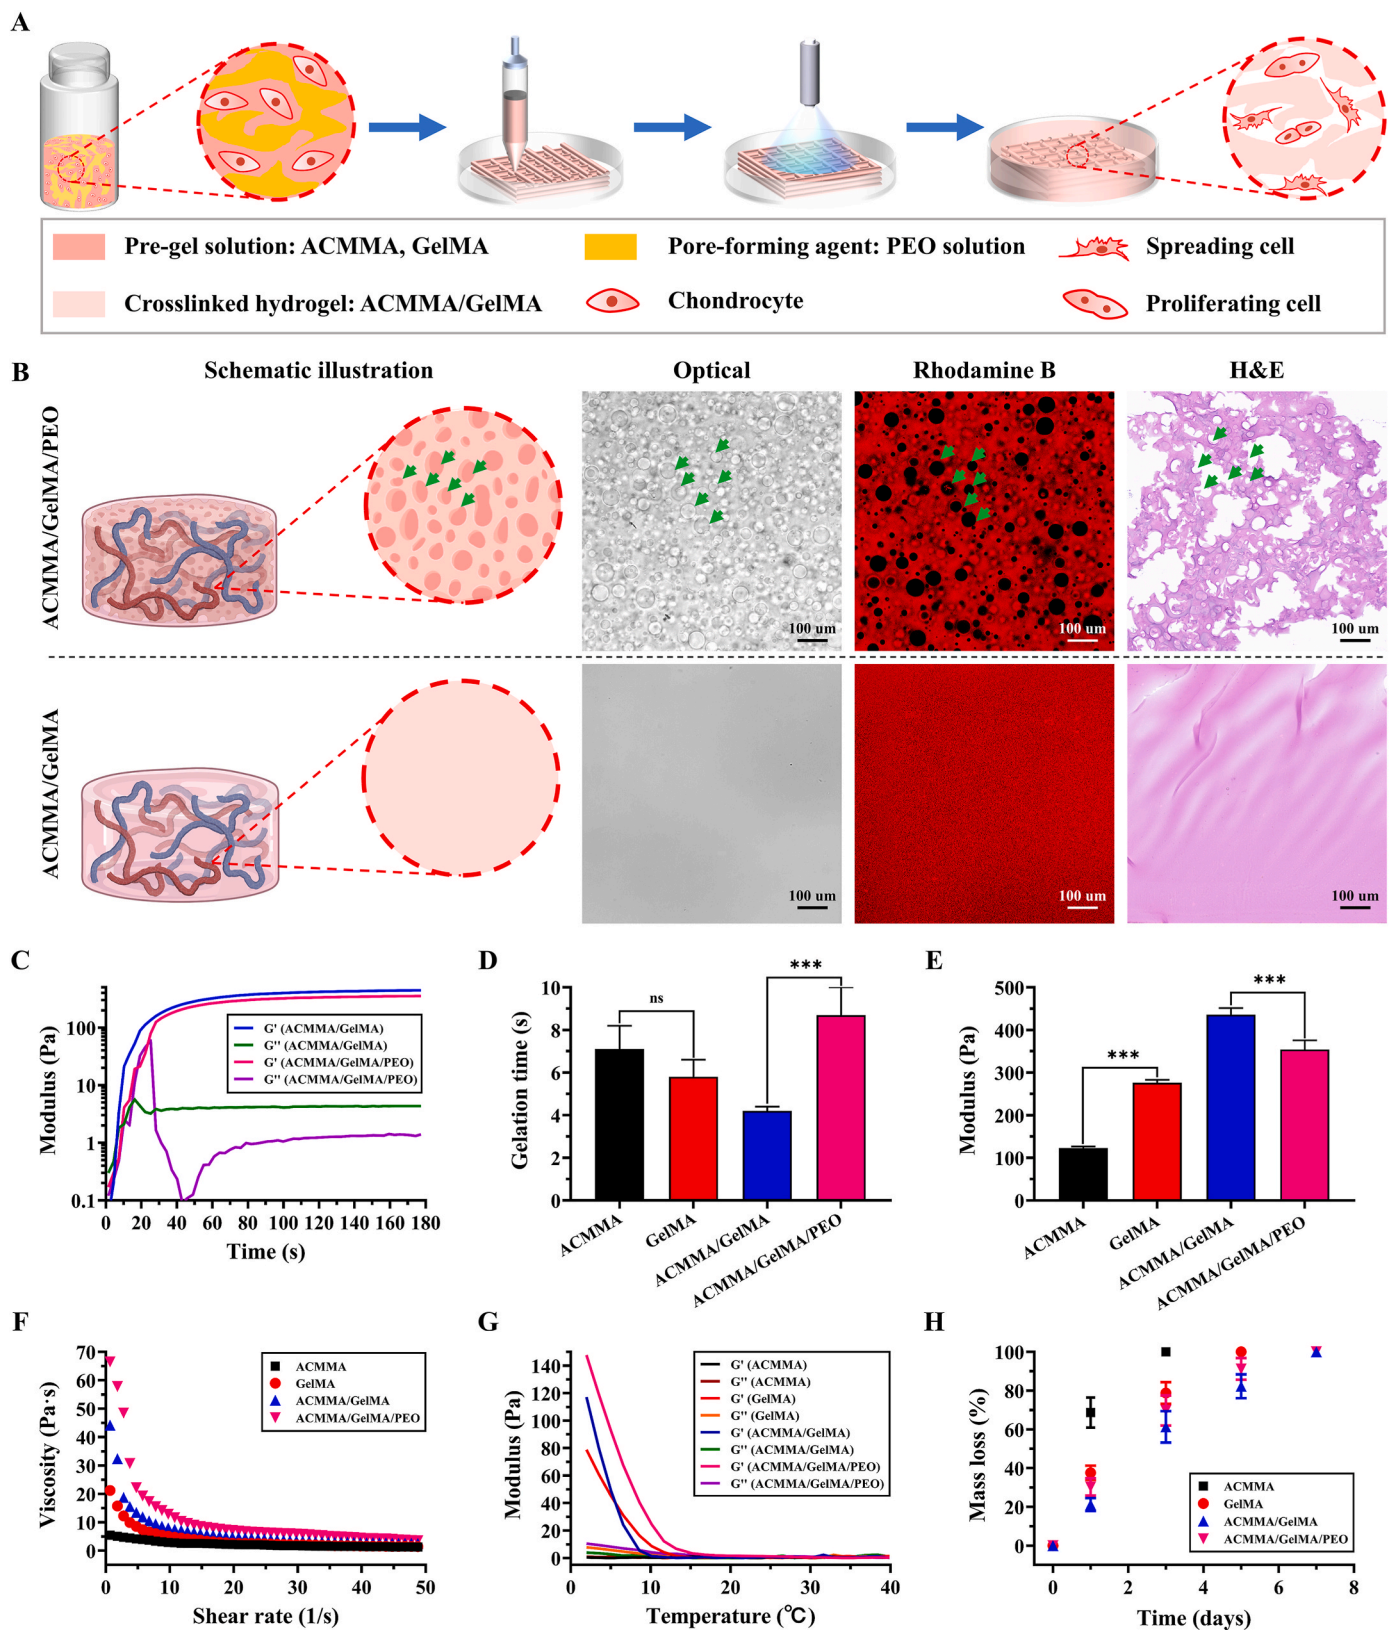 A
Pre-gel solution: ACMMA, GelMA
Pore-forming agent: PEO solution
Spreading cell
Crosslinked hydrogel: ACMMA/GelMA
Chondrocyte
Proliferating cell
B
Schematic illustration
Optical
Rhodamine B
H&E
ACMMA/GelMA/PEO
100 um
100 um
100 um
ACMMA/GelMA
100 um
100 um
100 um
C
Modulus (Pa)
100
10
1
0.1
G' (ACMMA/GelMA)
G'' (ACMMA/GelMA)
G' (ACMMA/GelMA/PEO)
G'' (ACMMA/GelMA/PEO)
0 20 40 60 80 100 120 140 160 180
Time (s)
D
Gelation time (s)
10
8
6
4
2
0
ns
***
ACMMA
GelMA
ACMMA/GelMA
ACMMA/GelMA/PEO
E
Modulus (Pa)
500
400
300
200
100
0
***
***
ACMMA
GelMA
ACMMA/GelMA
ACMMA/GelMA/PEO
F
Viscosity (Pa·s)
70
60
50
40
30
20
10
0
ACMMA
GelMA
ACMMA/GelMA
ACMMA/GelMA/PEO
0 10 20 30 40 50
Shear rate (1/s)
G
Modulus (Pa)
140
120
100
80
60
40
20
0
G' (ACMMA)
G'' (ACMMA)
G' (GelMA)
G'' (GelMA)
G' (ACMMA/GelMA)
G'' (ACMMA/GelMA)
G' (ACMMA/GelMA/PEO)
G'' (ACMMA/GelMA/PEO)
0 10 20 30 40
Temperature (℃)
H
Mass loss (%)
100
80
60
40
20
0
ACMMA
GelMA
ACMMA/GelMA
ACMMA/GelMA/PEO
0 2 4 6 8
Time (days)